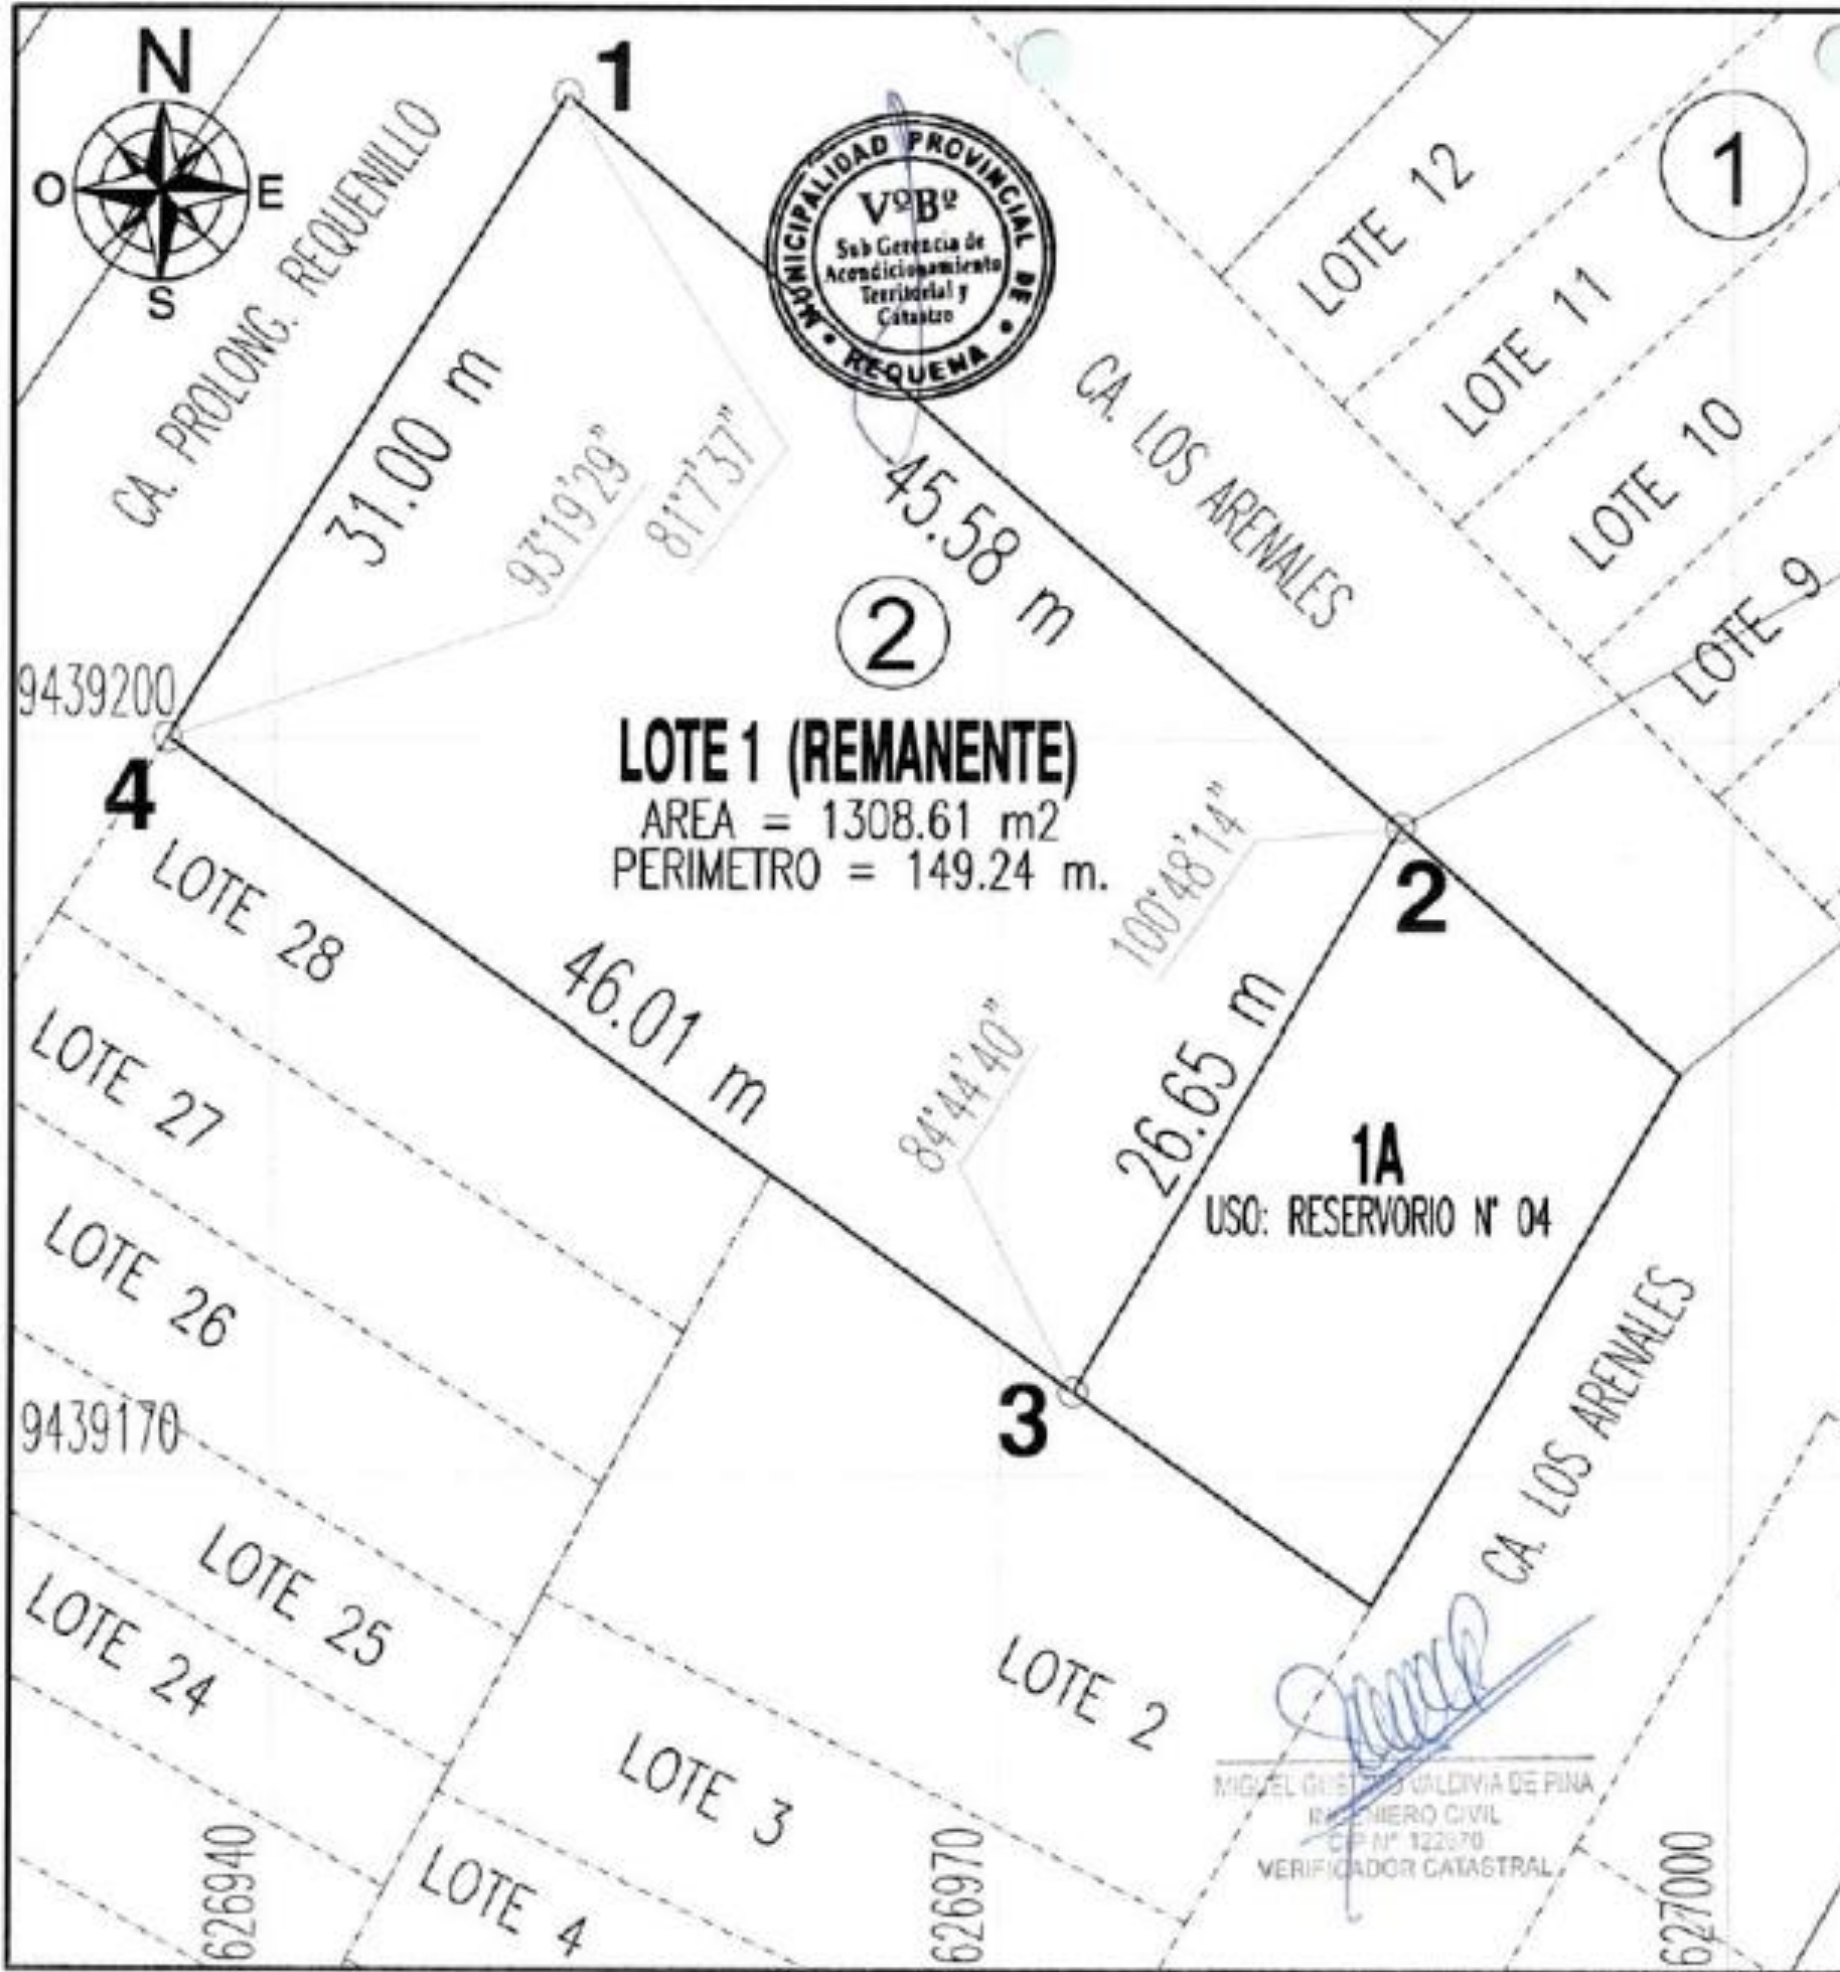 N
O
E
S
1
CA. PROLONG. REQUENILLO
MUNICIPALIDAD PROVINCIAL DE
REQUENA
VºBº
Sub Gerencia de
Acondicionamiento
Territorial y
Catastro
1
LOTE 12
LOTE 11
LOTE 10
LOTE 9
CA. LOS ARENALES
31.00 m
93°19'29"
81°7'37"
45.58 m
2
9439200
4
LOTE 1 (REMANENTE)
AREA = 1308.61 m2
PERIMETRO = 149.24 m.
100°48'14"
2
LOTE 28
46.01 m
84°44'40"
26.65 m
LOTE 27
1A
USO: RESERVORIO N° 04
LOTE 26
9439170
3
CA. LOS ARENALES
LOTE 25
LOTE 24
LOTE 2
LOTE 3
LOTE 4
MIGUEL VALDIVIA DE PINA
INGENIERO CIVIL
CIP N°
VERIFICADOR CATASTRAL
626940
626970
627000